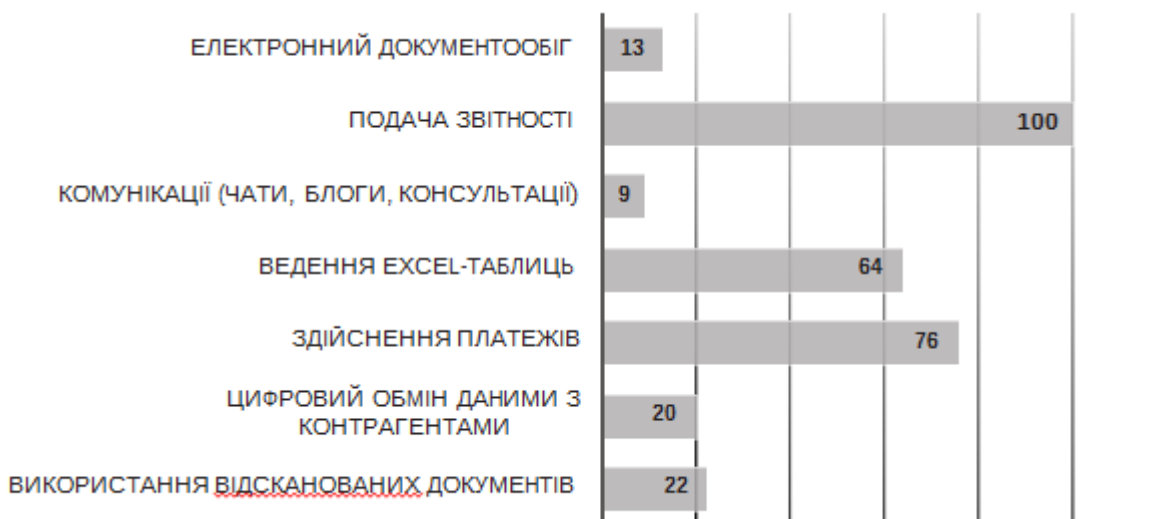 ЕЛЕКТРОННИЙ ДОКУМЕНТООБІГ 13
ПОДАЧА ЗВІТНОСТІ 100
КОМУНІКАЦІЇ (ЧАТИ, БЛОГИ, КОНСУЛЬТАЦІЇ) 9
ВЕДЕННЯ EXCEL-ТАБЛИЦЬ 64
ЗДІЙСНЕННЯ ПЛАТЕЖІВ 76
ЦИФРОВИЙ ОБМІН ДАНИМИ З
КОНТРАГЕНТАМИ 20
ВИКОРИСТАННЯ ВІДСКАНОВАНИХ ДОКУМЕНТІВ 22